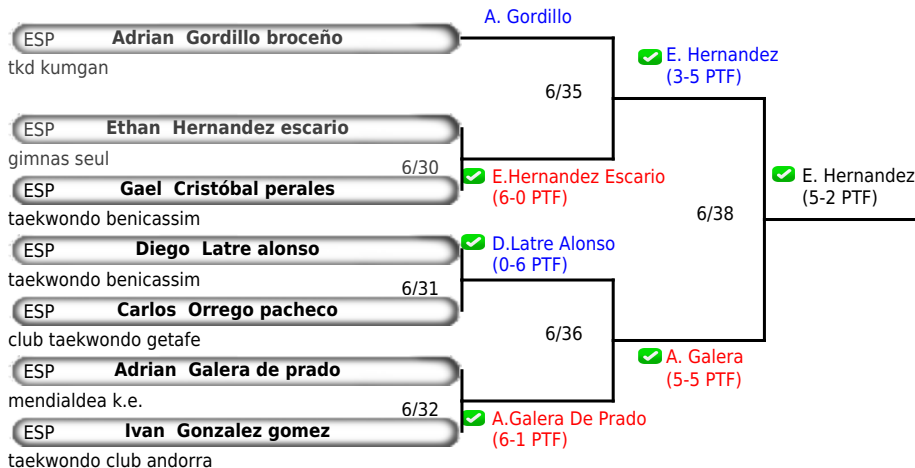 A. Gordillo
ESP Adrian Gordillo broceño
tkd kumgan
E. Hernandez
(3-5 PTF)
6/35
ESP Ethan Hernandez escario
gimnas seul
6/30
E.Hernandez Escario
(6-0 PTF)
ESP Gael Cristóbal perales
taekwondo benicassim
E. Hernandez
(5-2 PTF)
6/38
ESP Diego Latre alonso
taekwondo benicassim
D.Latre Alonso
(0-6 PTF)
6/31
ESP Carlos Orrego pacheco
club taekwondo getafe
6/36
A. Galera
(5-5 PTF)
ESP Adrian Galera de prado
mendialdea k.e.
6/32
A.Galera De Prado
(6-1 PTF)
ESP Ivan Gonzalez gomez
taekwondo club andorra